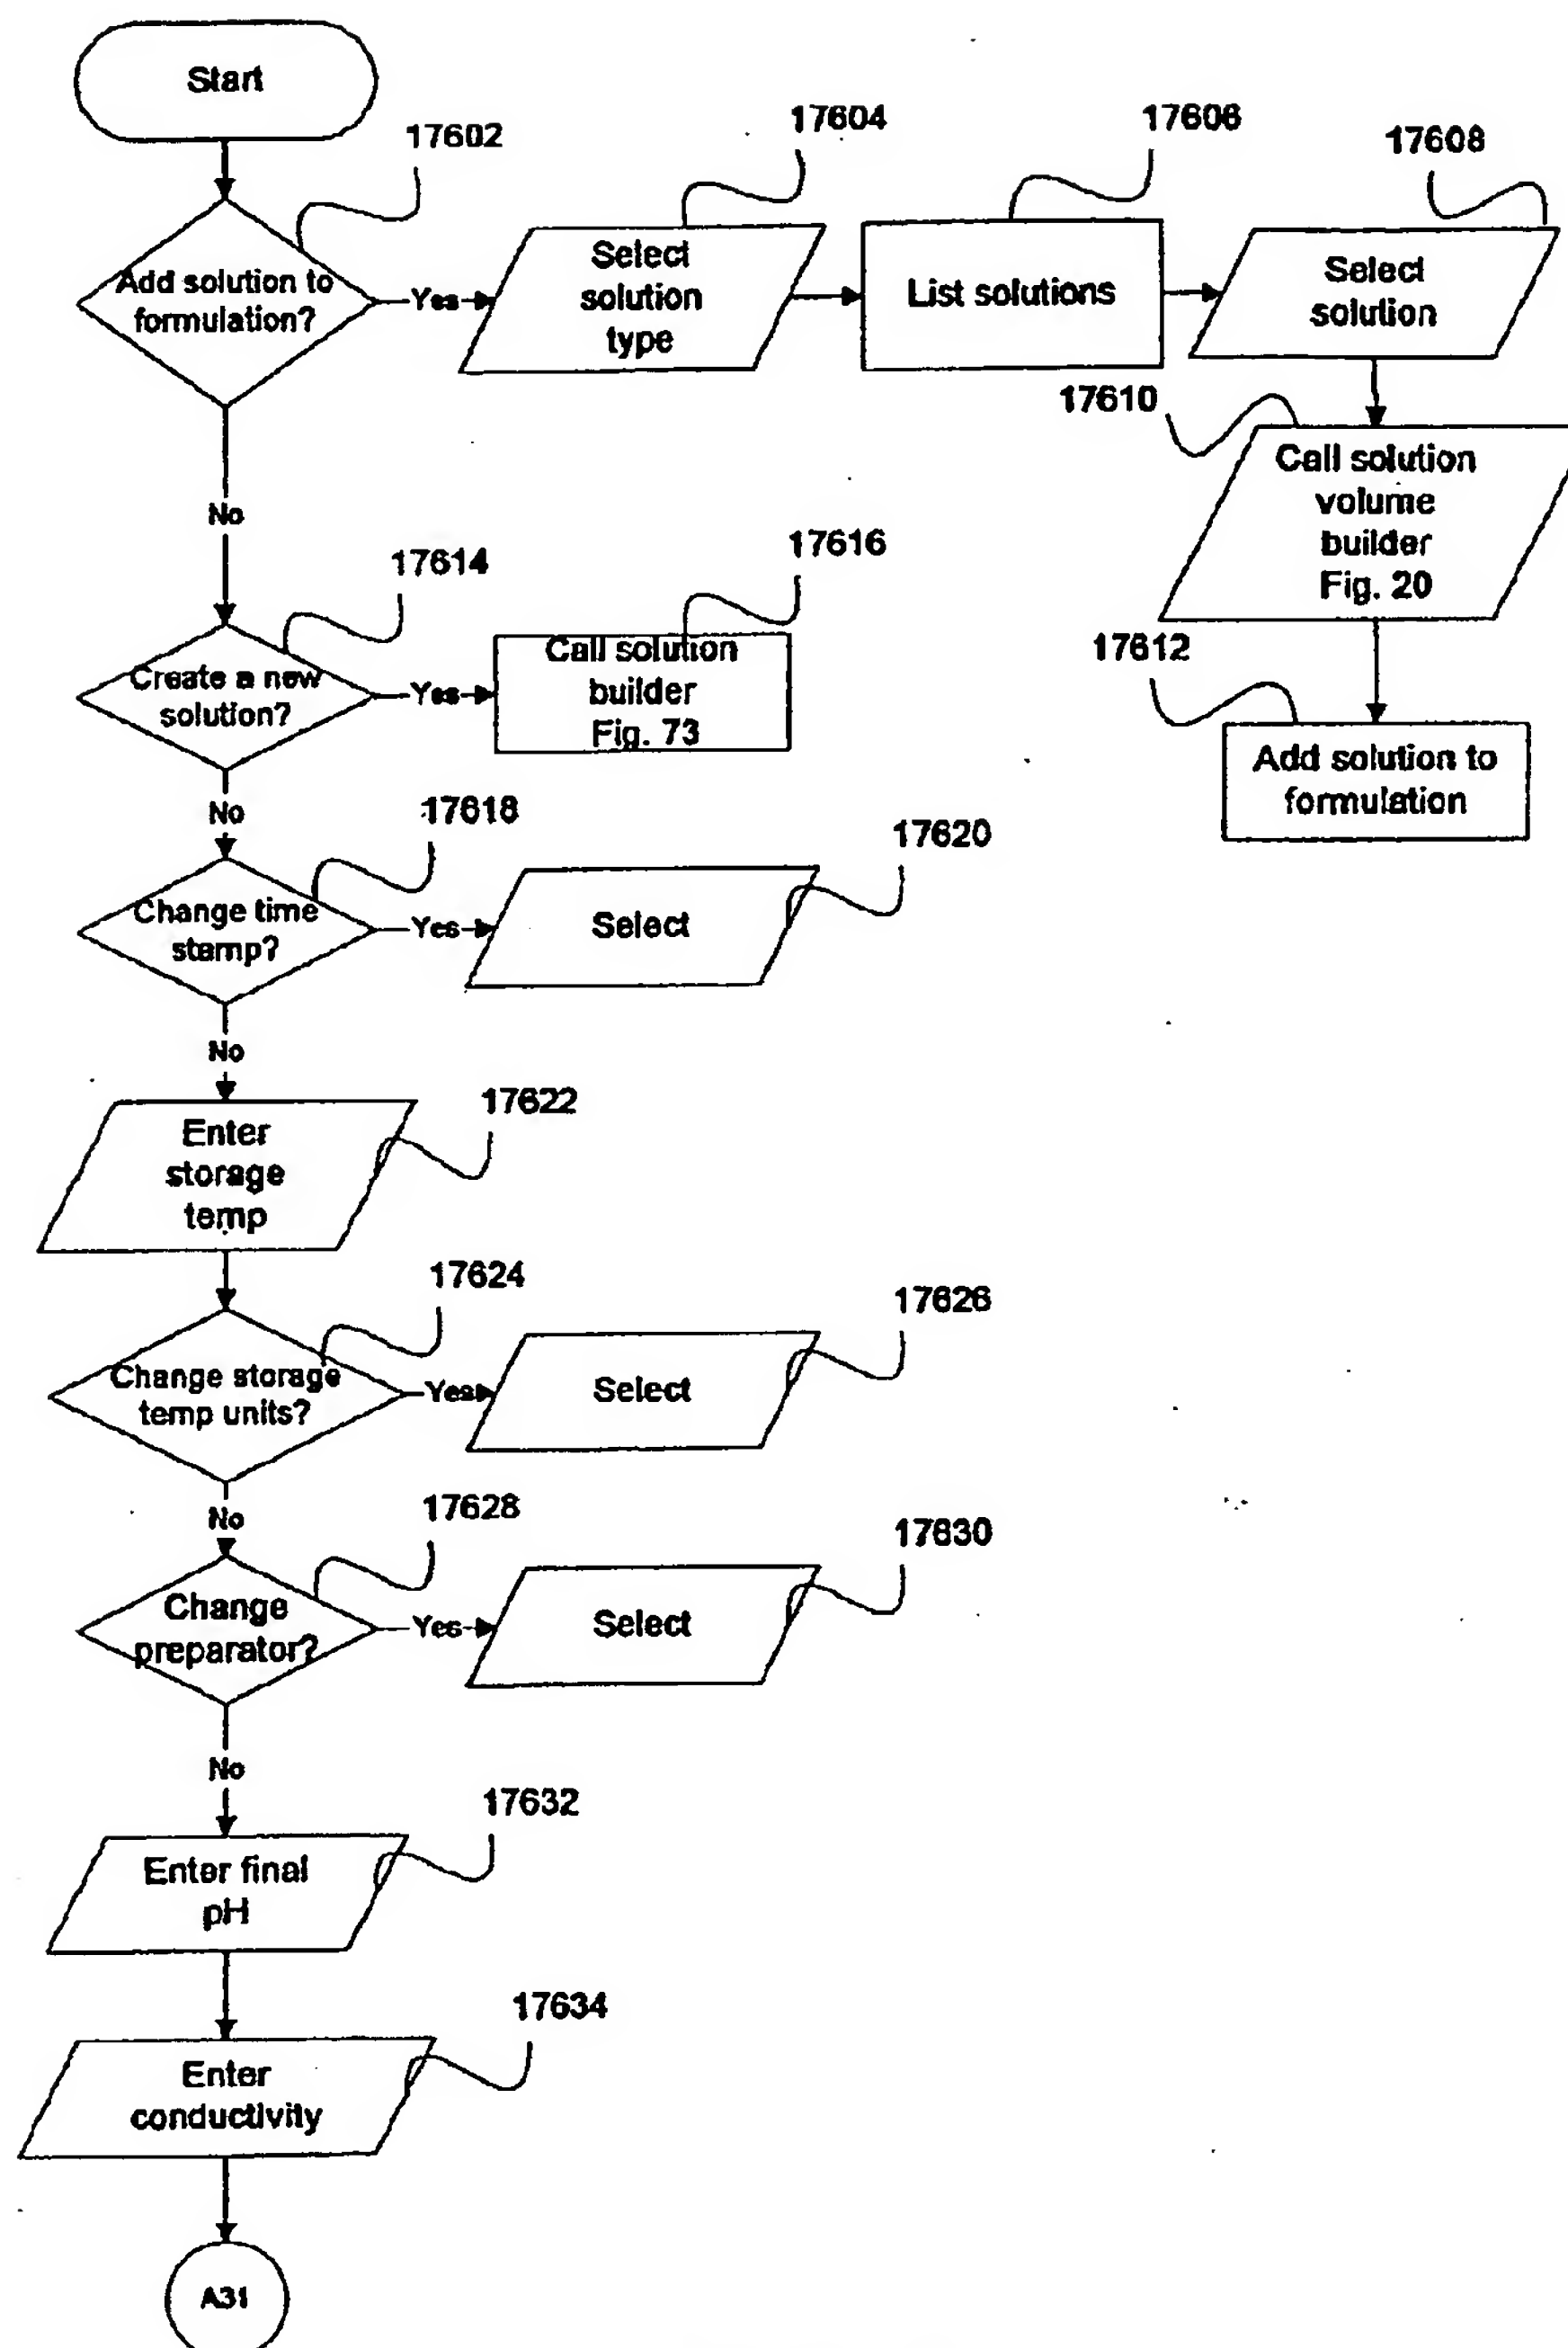 Start
17602
17604
17606
17608
Add solution to
formulation?
Yes
Select
solution
type
List solutions
Select
solution
17610
Call solution
volume
builder
Fig. 20
No
17612
Add solution to
formulation
17614
17616
Create a new
solution?
Yes
Call solution
builder
Fig. 73
No
17618
17620
Change time
stamp?
Yes
Select
No
17622
Enter
storage
temp
17624
17626
Change storage
temp units?
Yes
Select
No
17628
17630
Change
preparator?
Yes
Select
No
17632
Enter final
pH
17634
Enter
conductivity
A31